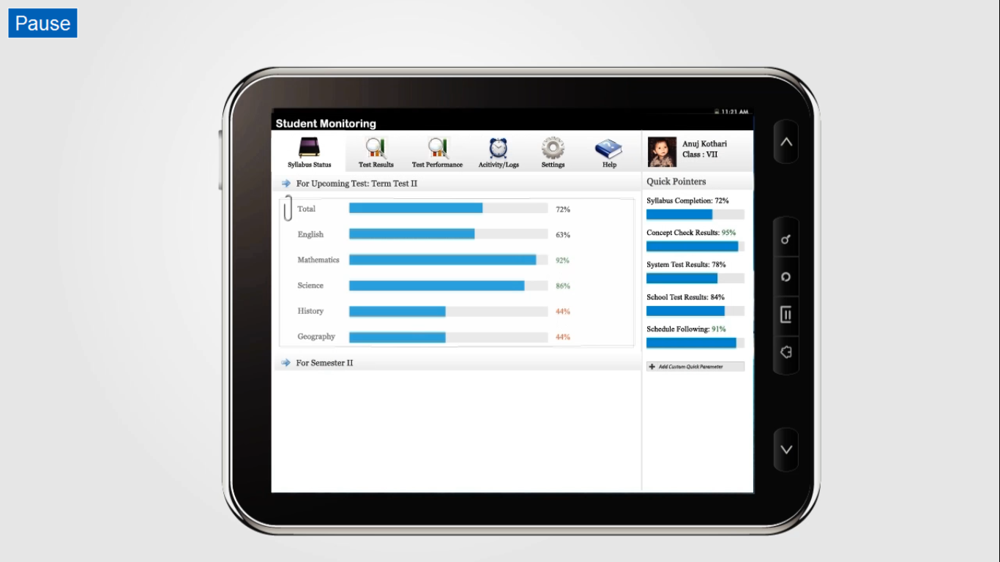 Pause
11:21 AM
Student Monitoring
Syllabus Status
Test Results
Test Performance
Acitivity/Logs
Settings
Help
Anuj Kothari
Class : VII
For Upcoming Test: Term Test II
Total 72%
English 63%
Mathematics 92%
Science 86%
History 44%
Geography 44%
For Semester II
Quick Pointers
Syllabus Completion: 72%
Concept Check Results: 95%
System Test Results: 78%
School Test Results: 84%
Schedule Following: 91%
Add Custom Quick Parameter